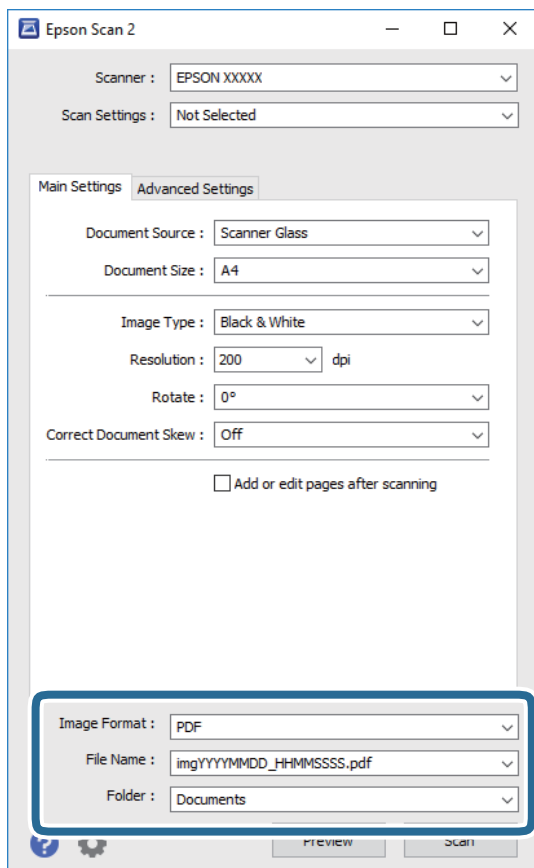 Epson Scan 2
Scanner : EPSON XXXXX
Scan Settings : Not Selected
Main Settings Advanced Settings
Document Source : Scanner Glass
Document Size : A4
Image Type : Black & White
Resolution : 200 dpi
Rotate : 0°
Correct Document Skew : Off
Add or edit pages after scanning
Image Format : PDF
File Name : imgYYYYMMDD_HHMMSSSS.pdf
Folder : Documents
? Preview Scan